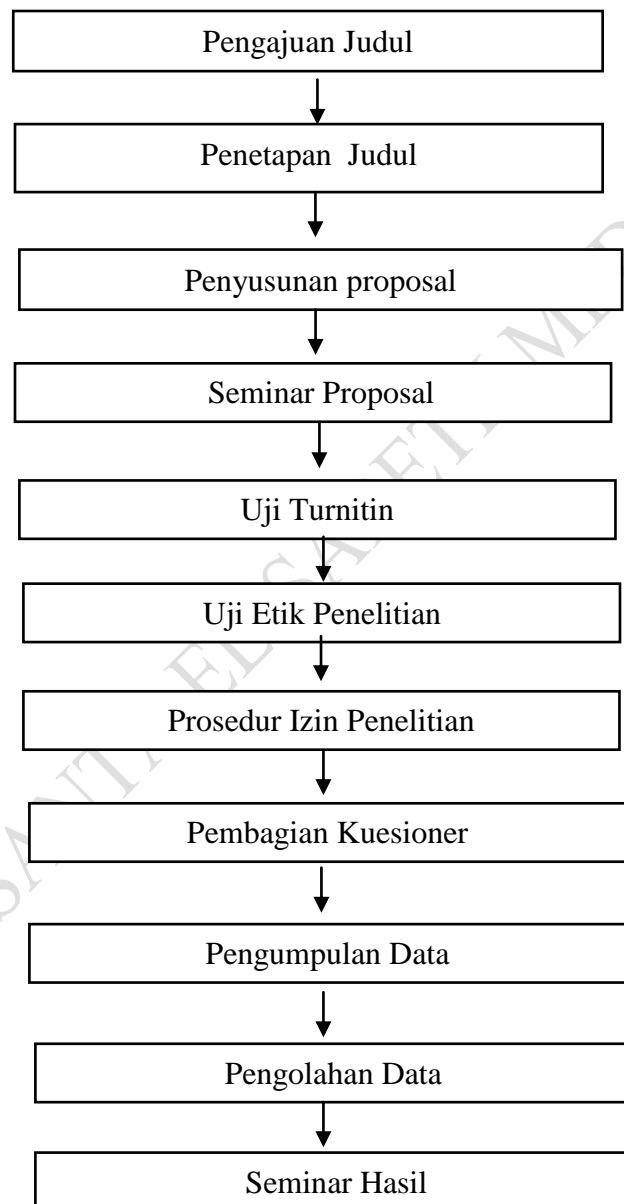 Pengajuan Judul
Penetapan Judul
Penyusunan proposal
Seminar Proposal
Uji Turnitin
Uji Etik Penelitian
Prosedur Izin Penelitian
Pembagian Kuesioner
Pengumpulan Data
Pengolahan Data
Seminar Hasil